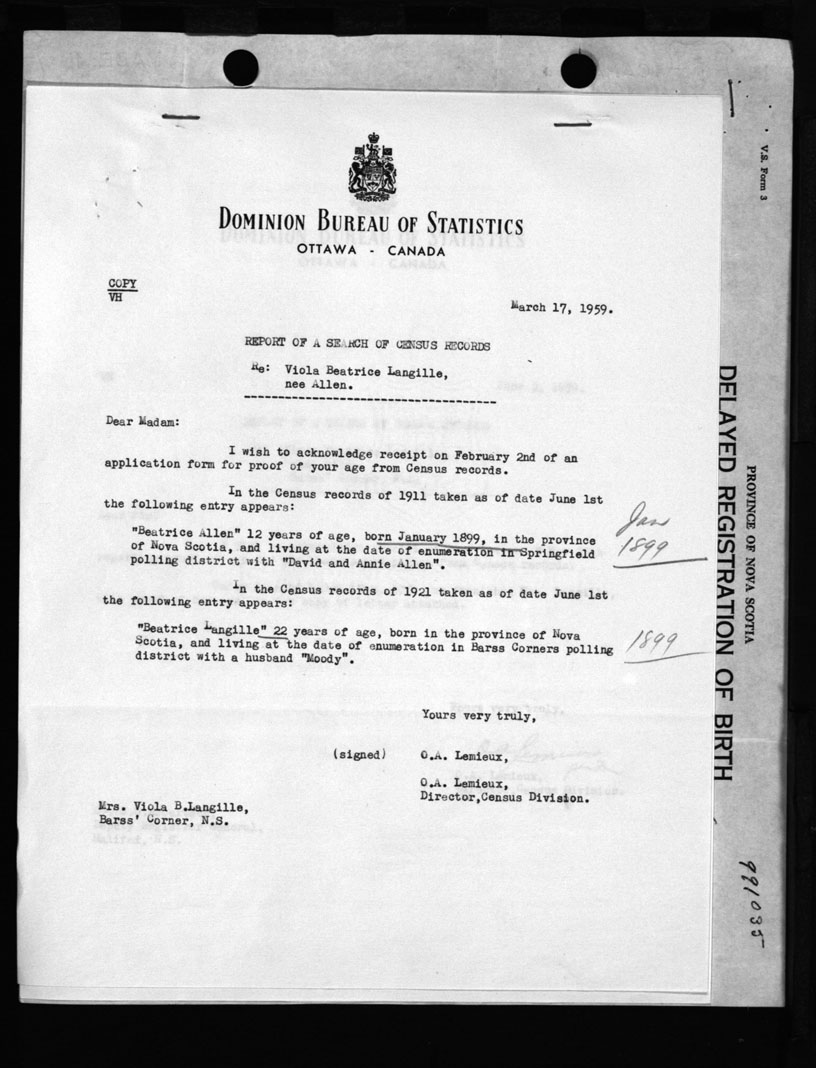 DOMINION BUREAU OF STATISTICS
OTTAWA - CANADA
COPY
VH
March 17, 1959.
REPORT OF A SEARCH OF CENSUS RECORDS
Re: Viola Beatrice Langille,
nee Allen.
Dear Madam:
I wish to acknowledge receipt on February 2nd of an
application form for proof of your age from Census records.
In the Census records of 1911 taken as of date June 1st
the following entry appears:
"Beatrice Allen" 12 years of age, born January 1899, in the province
of Nova Scotia, and living at the date of enumeration in Springfield
polling district with "David and Annie Allen".
Jan
1899
In the Census records of 1921 taken as of date June 1st
the following entry appears:
"Beatrice Langille" 22 years of age, born in the province of Nova
Scotia, and living at the date of enumeration in Barss Corners polling
district with a husband "Moody".
1899
Yours very truly,
(signed) O.A. Lemieux,
O.A. Lemieux,
Director,Census Division.
Mrs. Viola B.Langille,
Barss' Corner, N.S.
V.S. Form 3
PROVINCE OF NOVA SCOTIA
DELAYED REGISTRATION OF BIRTH
991035